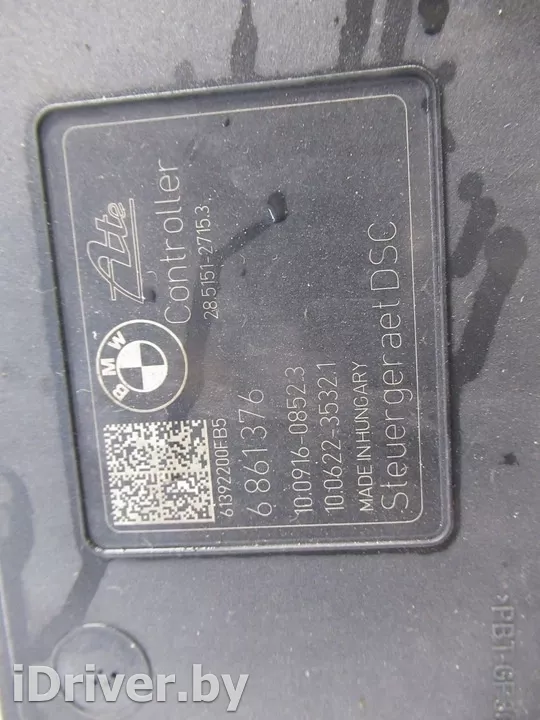 BMW
Ate
Controller
28.5151-2715.3
61392200FB5
6 861376
10.0916-0852.3
10.0622-3532.1
MADE IN HUNGARY
Steuergeraet DSC
iDriver.by